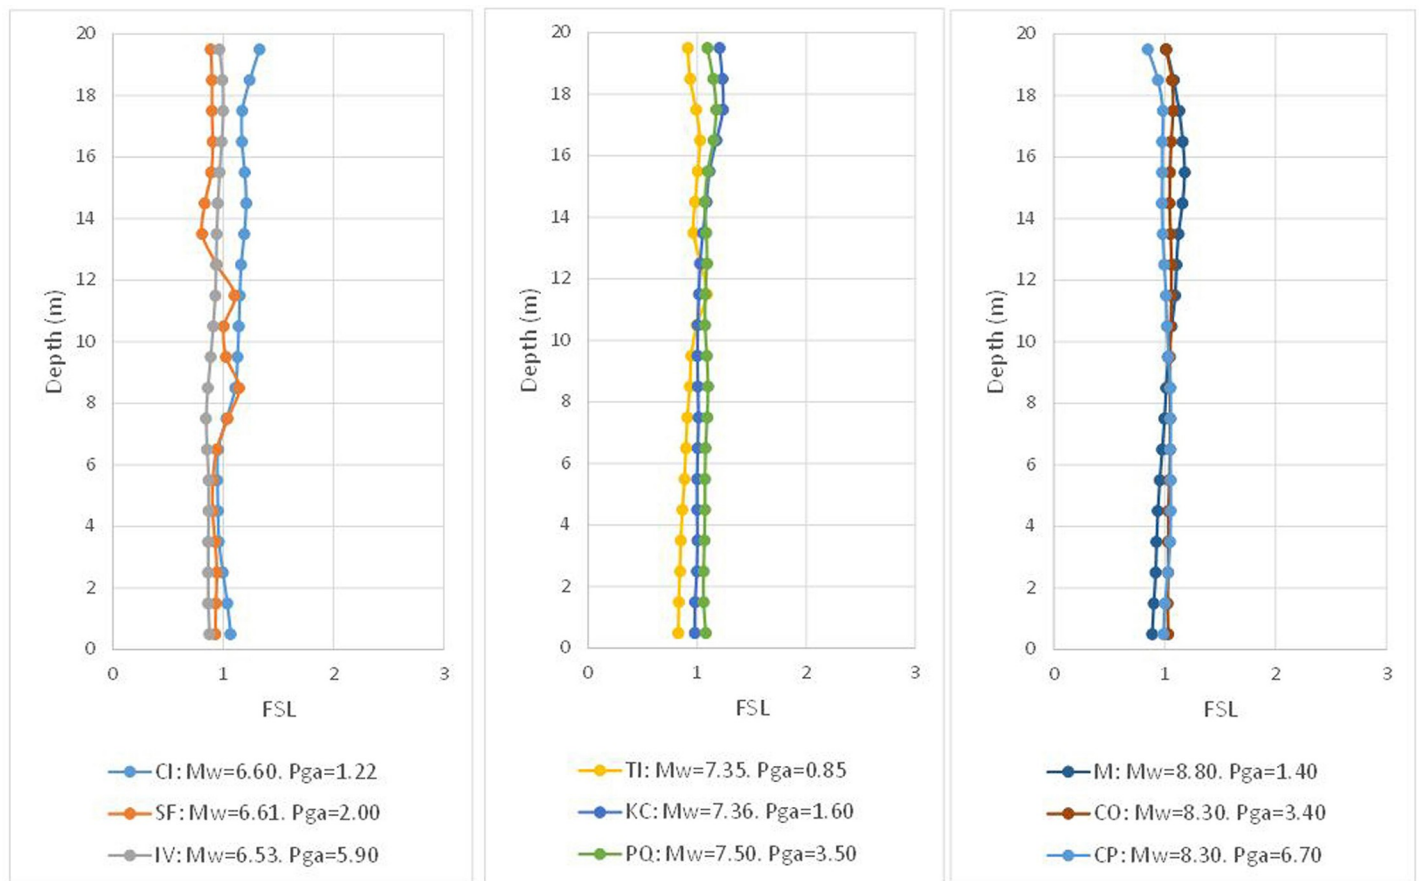 20
18
16
14
12
10
8
6
4
2
0
Depth (m)
0 1 2 3
FSL
CI: Mw=6.60. Pga=1.22
SF: Mw=6.61. Pga=2.00
IV: Mw=6.53. Pga=5.90
20
18
16
14
12
10
8
6
4
2
0
Depth (m)
0 1 2 3
FSL
TI: Mw=7.35. Pga=0.85
KC: Mw=7.36. Pga=1.60
PQ: Mw=7.50. Pga=3.50
20
18
16
14
12
10
8
6
4
2
0
Depth (m)
0 1 2 3
FSL
M: Mw=8.80. Pga=1.40
CO: Mw=8.30. Pga=3.40
CP: Mw=8.30. Pga=6.70